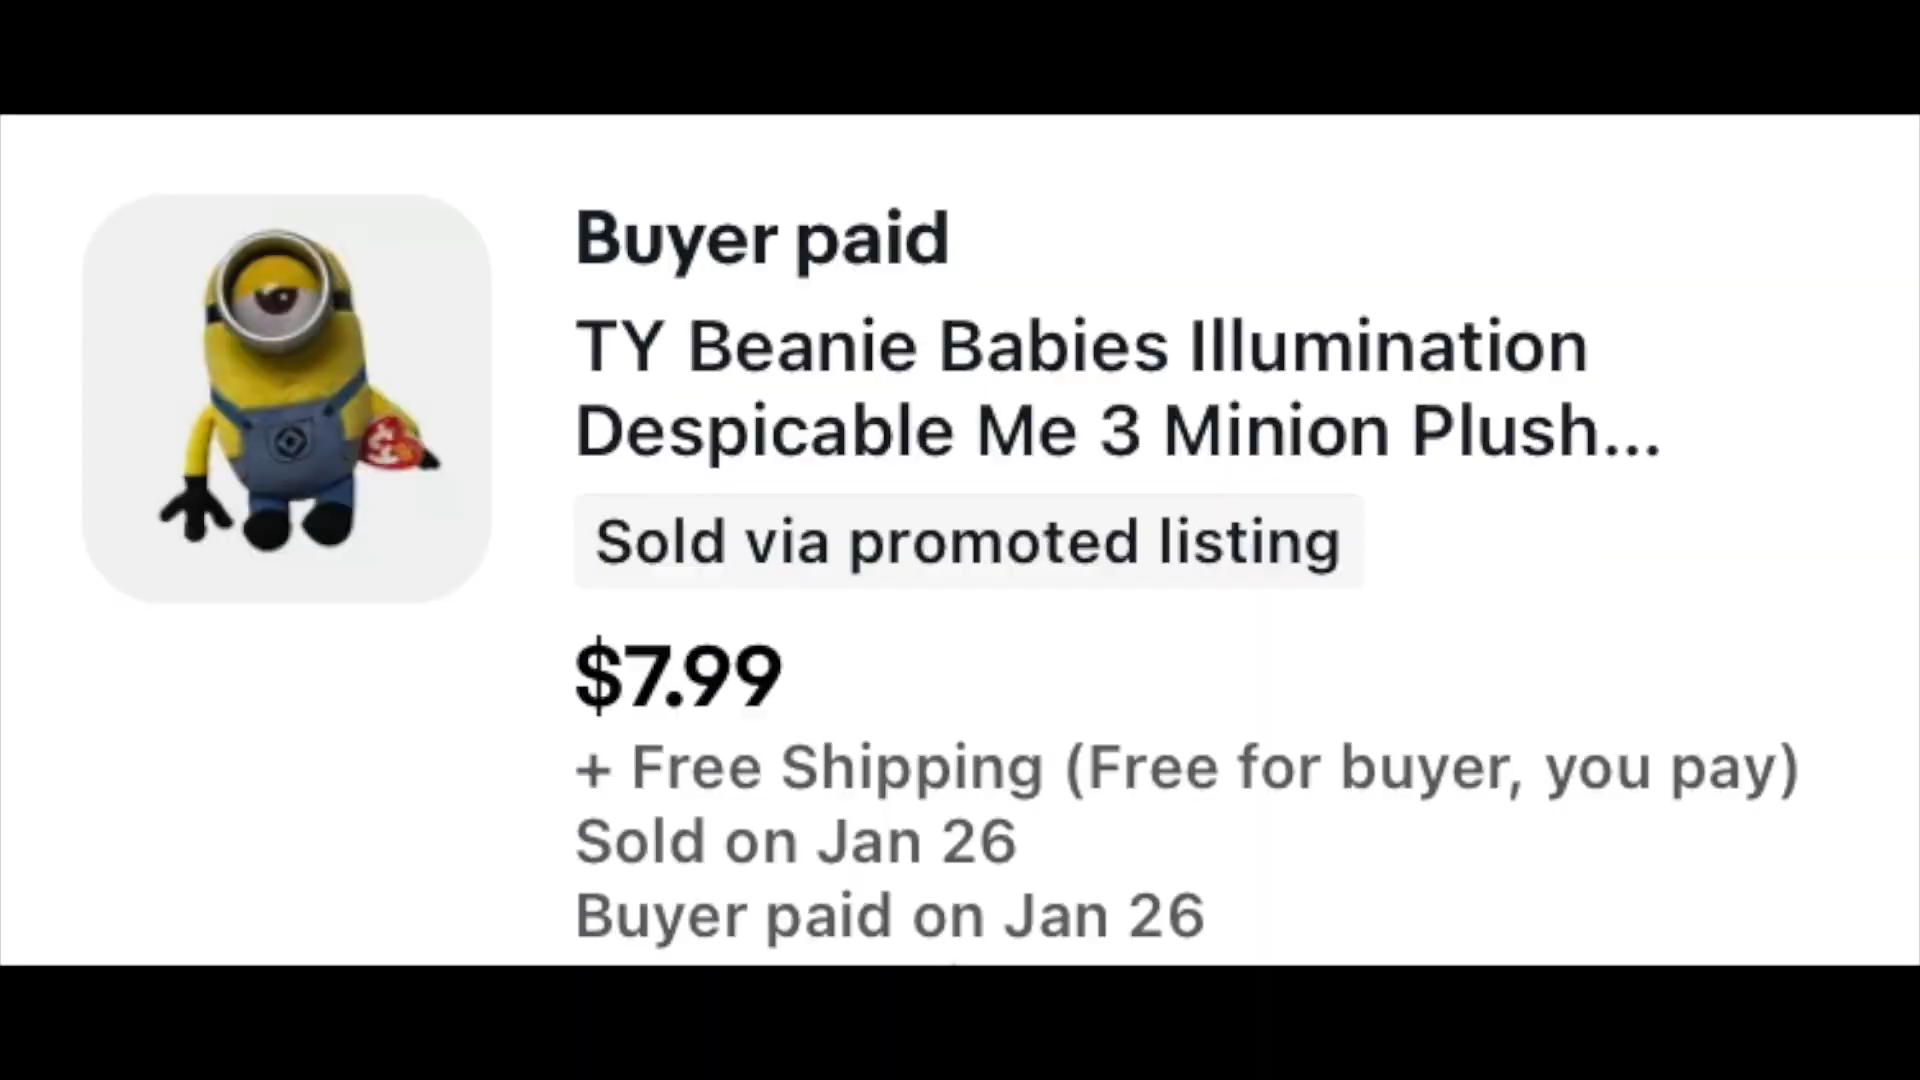 Buyer paid
TY Beanie Babies Illumination
Despicable Me 3 Minion Plush...
Sold via promoted listing
$7.99
+ Free Shipping (Free for buyer, you pay)
Sold on Jan 26
Buyer paid on Jan 26
ty